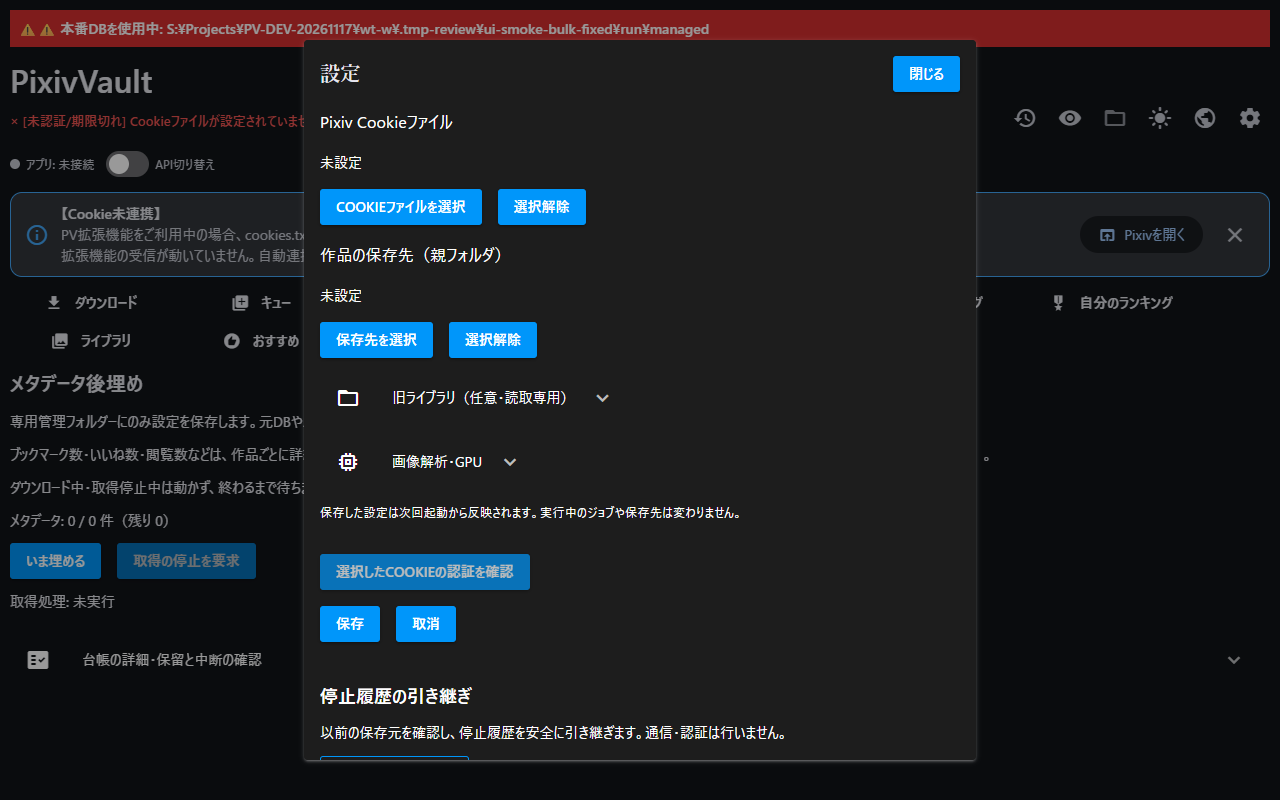 本番DBを使用中: S:¥Projects¥PV-DEV-20261117¥wt-w¥.tmp-review¥ui-smoke-bulk-fixed¥run¥managed
PixivVault
× [未認証/期限切れ] Cookieファイルが設定されていませ
アプリ: 未接続
API切り替え
【Cookie未連携】
PV拡張機能をご利用中の場合、cookies.tx
拡張機能の受信が動いていません。自動連
Pixivを開く
ダウンロード
キュー
自分のランキング
ライブラリ
おすすめ
メタデータ後埋め
専用管理フォルダーにのみ設定を保存します。元DBや
ブックマーク数・いいね数・閲覧数などは、作品ごとに詳
。
ダウンロード中・取得停止中は動かず、終わるまで待ち
メタデータ: 0 / 0 件（残り 0）
いま埋める
取得の停止を要求
取得処理: 未実行
台帳の詳細・保留と中断の確認
設定
閉じる
Pixiv Cookieファイル
未設定
COOKIEファイルを選択
選択解除
作品の保存先（親フォルダ）
未設定
保存先を選択
選択解除
旧ライブラリ（任意・読取専用）
画像解析・GPU
保存した設定は次回起動から反映されます。実行中のジョブや保存先は変わりません。
選択したCOOKIEの認証を確認
保存
取消
停止履歴の引き継ぎ
以前の保存元を確認し、停止履歴を安全に引き継ぎます。通信・認証は行いません。